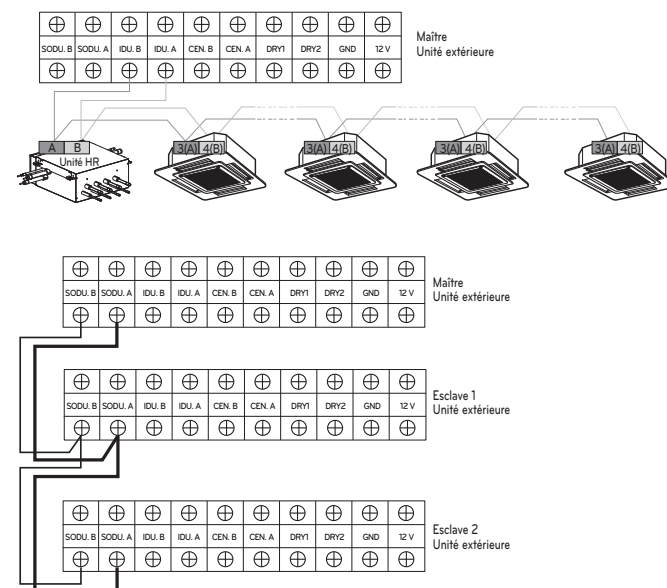 SODU. B SODU. A IDU. B IDU. A CEN. B CEN. A DRY1 DRY2 GND 12 V
Maître
Unité extérieure
A B 3(A) 4(B) 3(A) 4(B) 3(A) 4(B) 3(A) 4(B)
Unité HR
SODU. B SODU. A IDU. B IDU. A CEN. B CEN. A DRY1 DRY2 GND 12 V
Maître
Unité extérieure
SODU. B SODU. A IDU. B IDU. A CEN. B CEN. A DRY1 DRY2 GND 12 V
Esclave 1
Unité extérieure
SODU. B SODU. A IDU. B IDU. A CEN. B CEN. A DRY1 DRY2 GND 12 V
Esclave 2
Unité extérieure